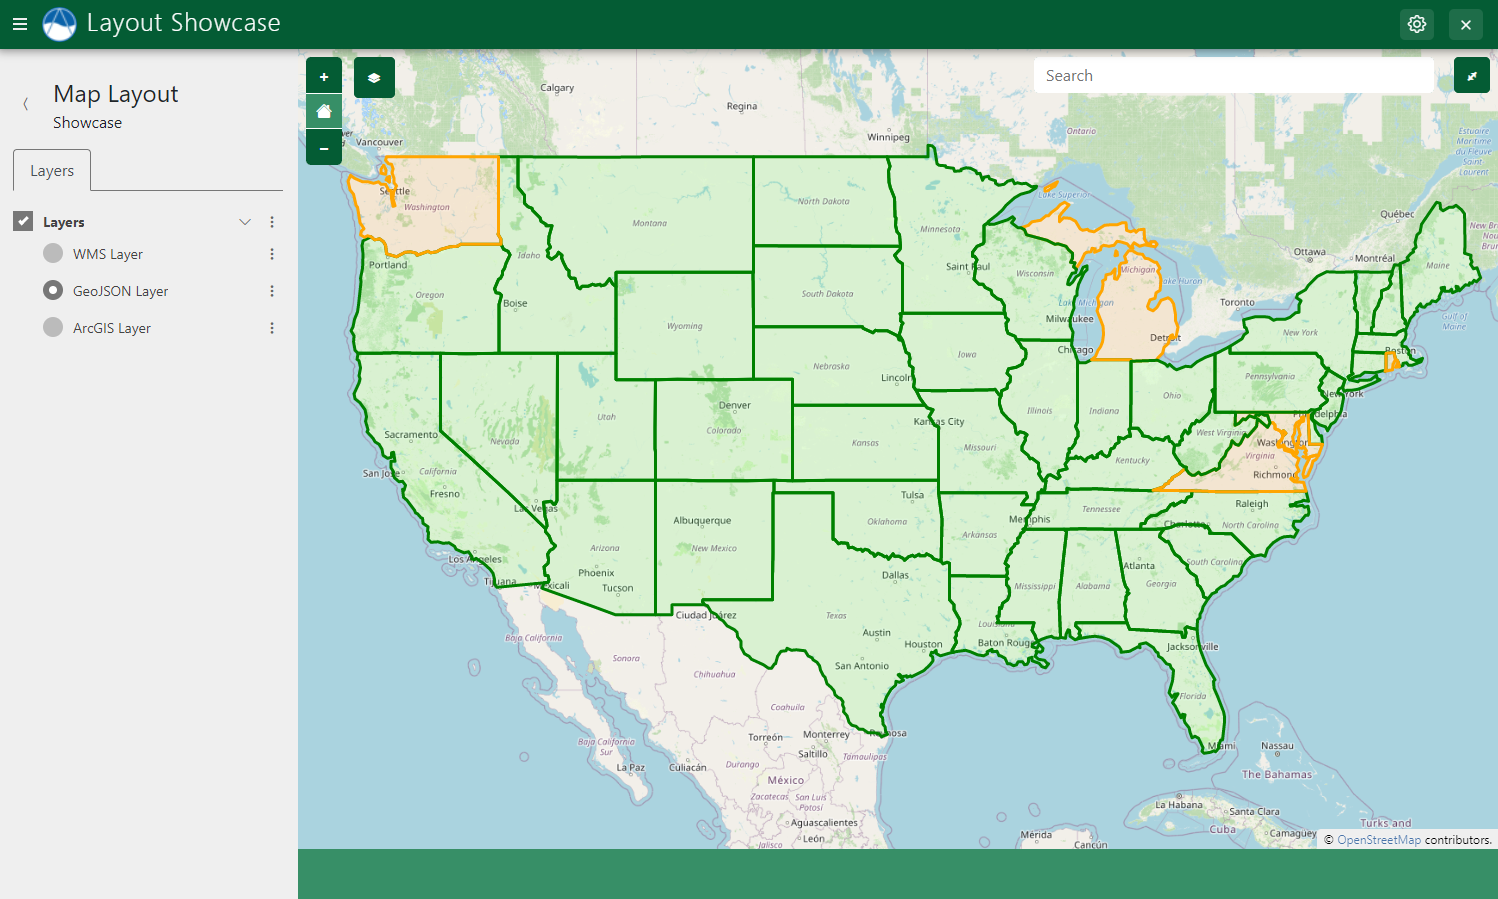 Layout Showcase
Map Layout
Showcase
Layers
Layers
WMS Layer
GeoJSON Layer
ArcGIS Layer
+
−
Search
Calgary
Regina
Winnipeg
Ontario
Estuaire
Maritime
du Fleuve
Saint
Laurent
Vancouver
Seattle
Washington
Montana
North Dakota
Minnesota
Lake Superior
Québec
Ottawa
Montréal
Maine
Portland
Idaho
Saint Paul
Wisconsin
Michigan
Lake Huron
Oregon
Boise
South Dakota
Lake Michigan
Toronto
Gulf of
Maine
Wyoming
Milwaukee
Detroit
New York
Chicago
Boston
Iowa
Nebraska
Lincoln
Pennsylvania
Ohio
New York
Denver
Utah
Colorado
Illinois
Indiana
Philadelphia
Kansas City
Sacramento
Nevada
Kansas
Missouri
West Virginia
Washington
Virginia
Kentucky
San Jose
California
Richmond
Fresno
Las Vegas
Tulsa
Raleigh
Tennessee
Albuquerque
Oklahoma
Memphis
Charlotte
North Carolina
Arkansas
Los Angeles
Arizona
New Mexico
South Carolina
Atlanta
Phoenix
Dallas
Tijuana
Mexicali
Tucson
Mississippi
Alabama
Georgia
Ciudad Juárez
Texas
Louisiana
Baja California
Austin
Houston
Baton Rouge
Jacksonville
Sonora
San Antonio
Chihuahua
Florida
Coahuila
Baja California
Sur
Torreón
Monterrey
Reynosa
Miami
Nassau
Saltillo
Tamaulipas
La Paz
Culiacán
Durango
The Bahamas
México
Zacatecas
San Luis
Potosí
La Habana
Santa Clara
Aguascalientes
Turks and
León
Cuba
Camagüey
Jalisco
Mérida
Cancún
© OpenStreetMap contributors.